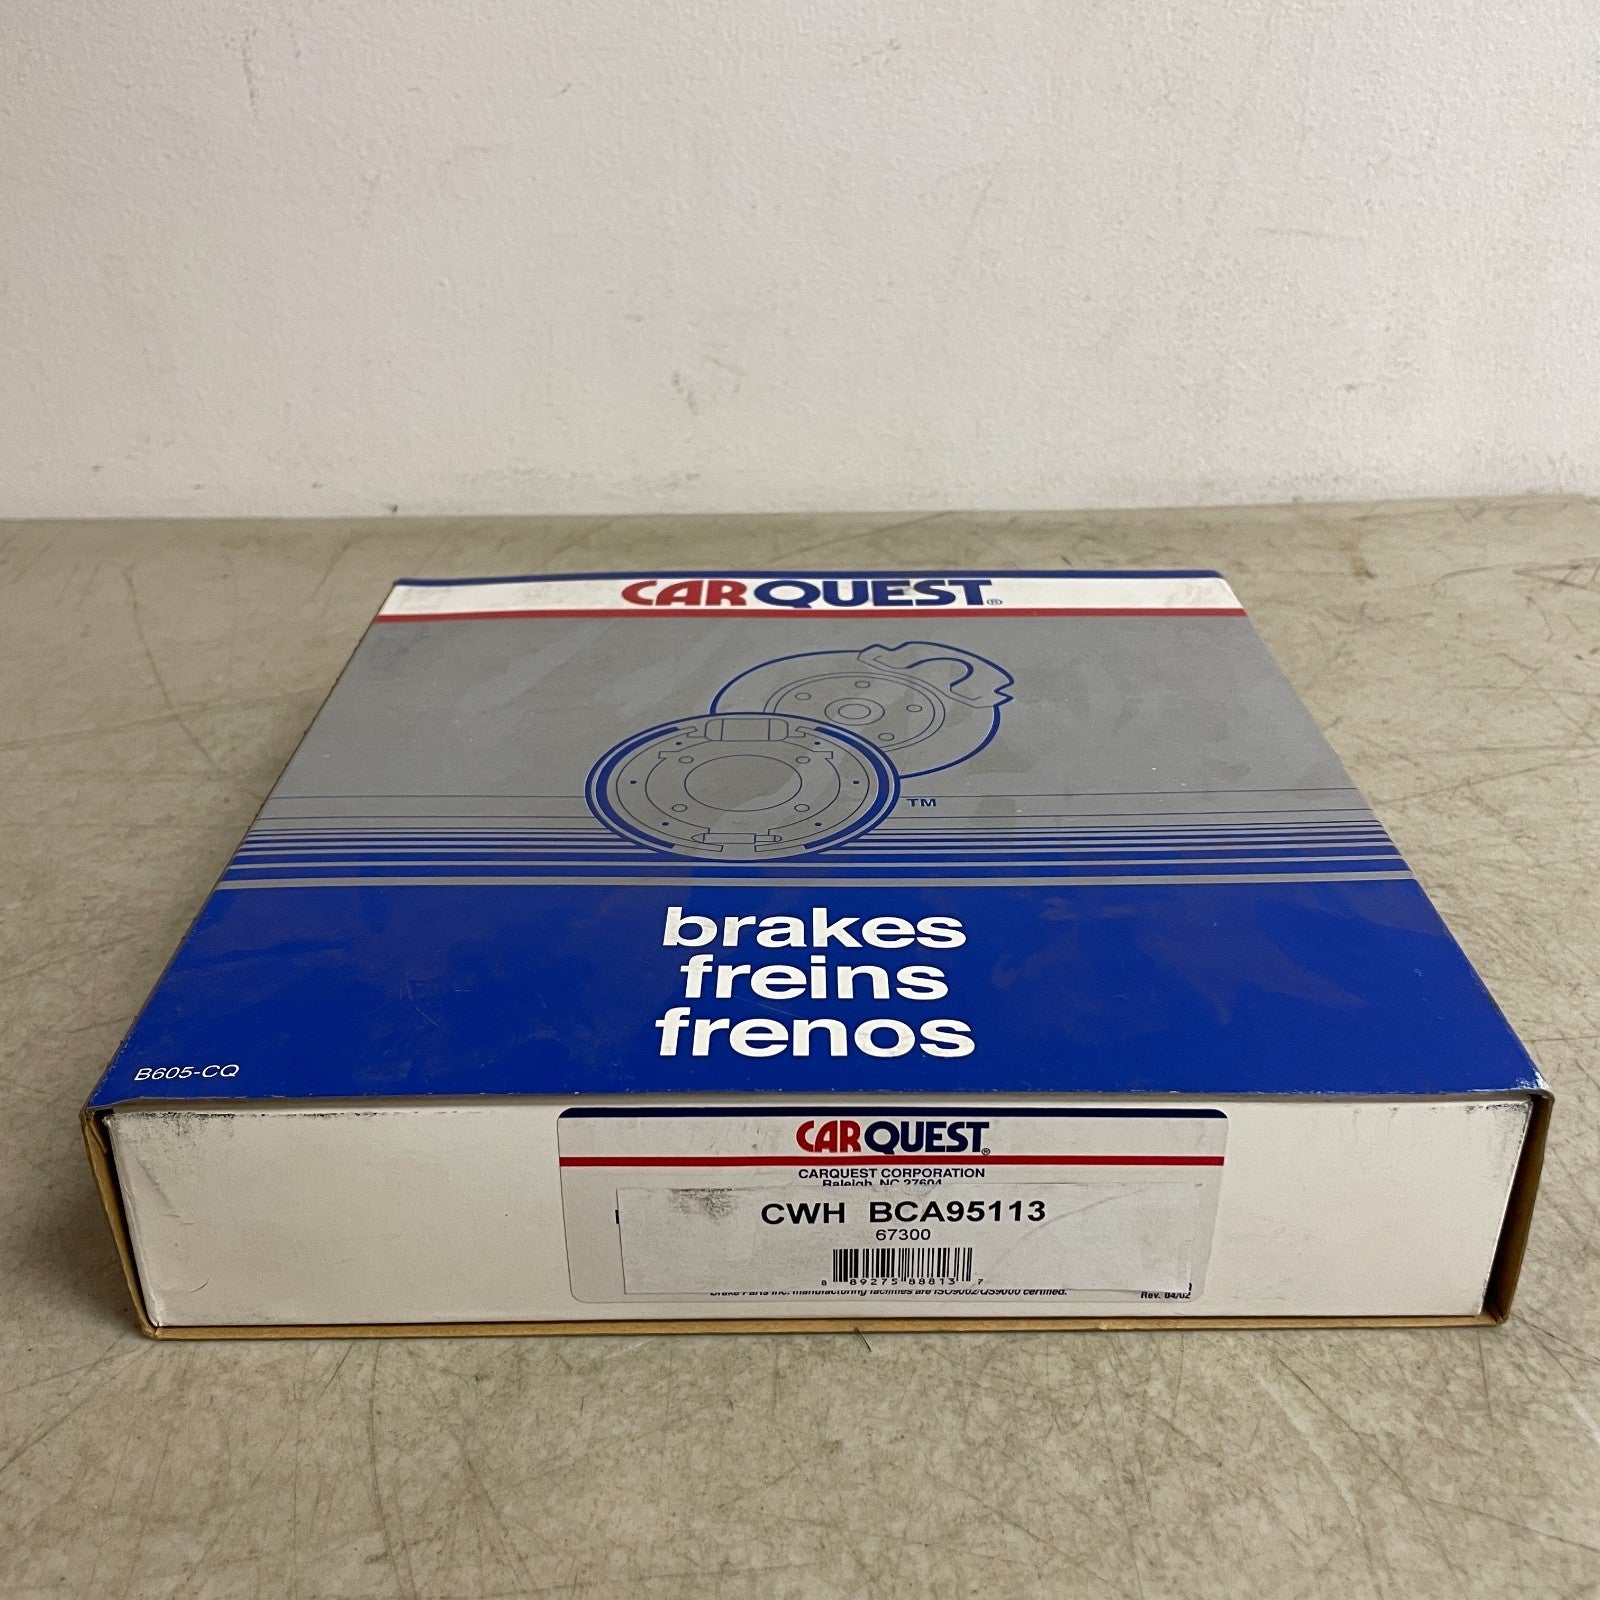 CARQUEST®
TM
brakes
freins
frenos
B605-CQ
CARQUEST®
CARQUEST CORPORATION
Raleigh, NC 27604
CWH BCA95113
67300
8 89275 88813 7
Brake Parts Inc. manufacturing facilities are ISO9002/QS9000 certified.
Rev. 04/02